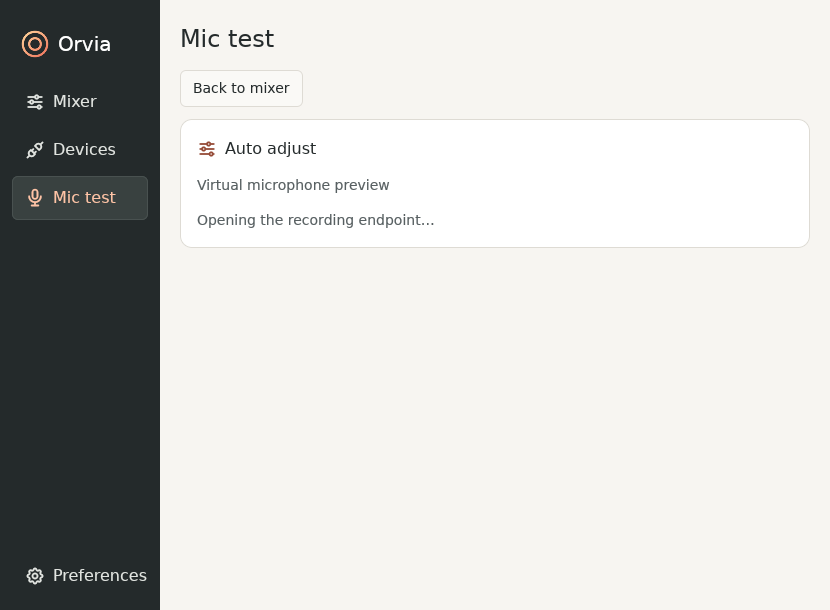 Orvia
Mixer
Devices
Mic test
Preferences
Mic test
Back to mixer
Auto adjust
Virtual microphone preview
Opening the recording endpoint…